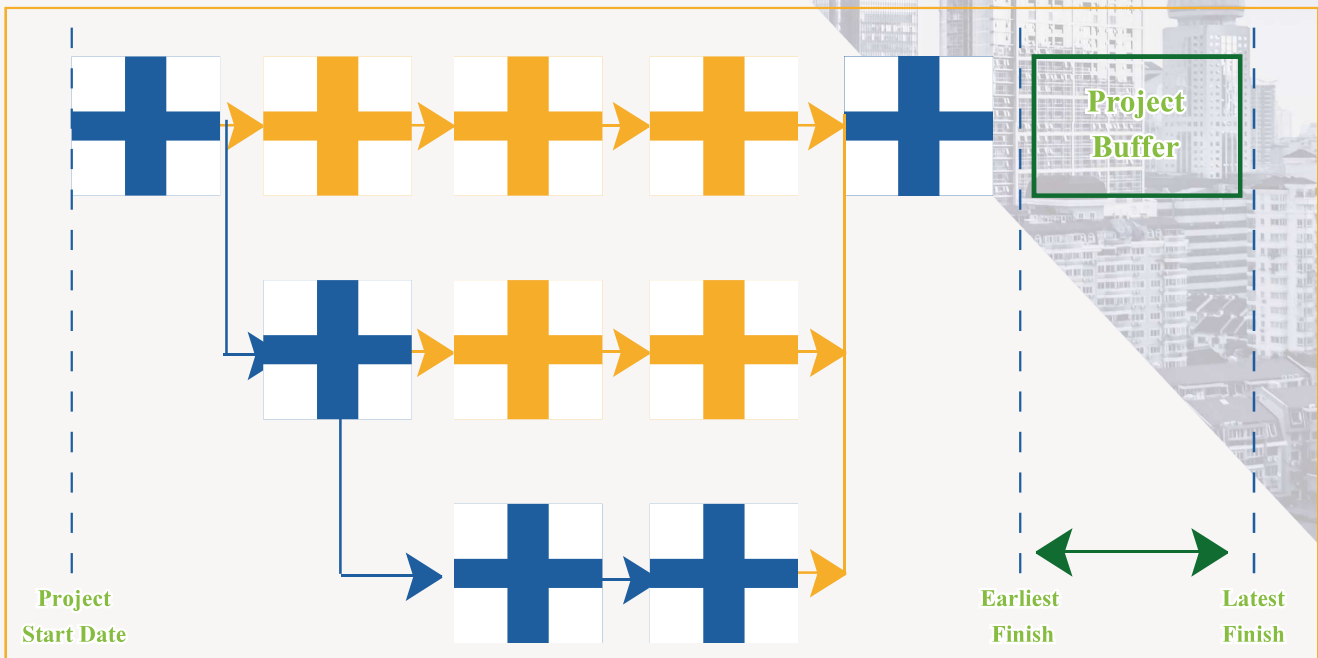 Project
Buffer
Project
Start Date
Earliest
Finish
Latest
Finish